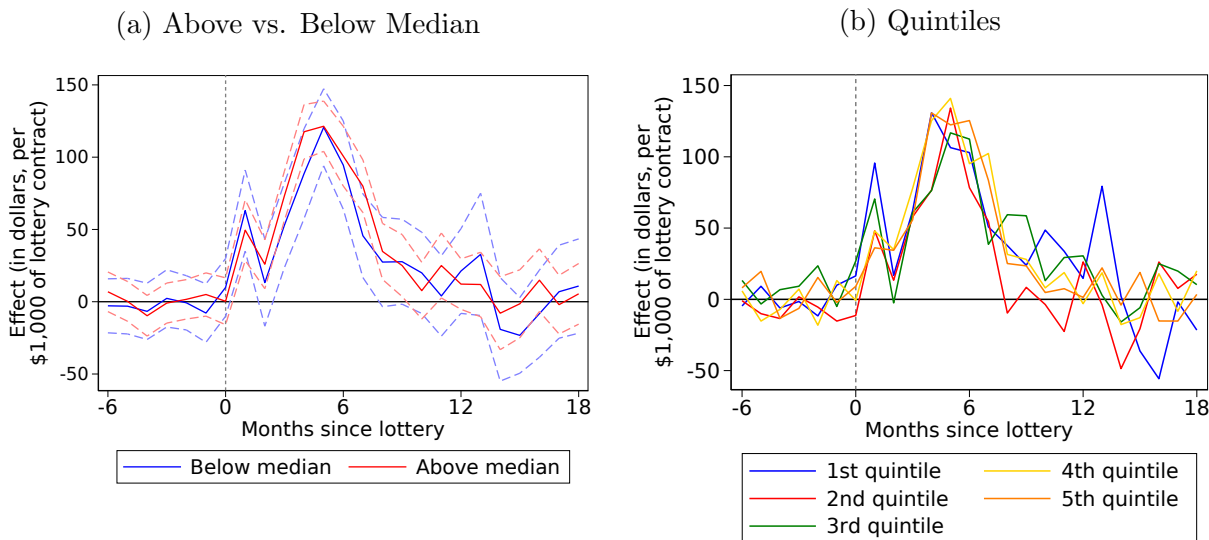 (a) Above vs. Below Median
Effect (in dollars, per
$1,000 of lottery contract)
150
100
50
0
-50
-6
0
6
12
18
Months since lottery
Below median
Above median
(b) Quintiles
Effect (in dollars, per
$1,000 of lottery contract)
150
100
50
0
-50
-6
0
6
12
18
Months since lottery
1st quintile
4th quintile
2nd quintile
5th quintile
3rd quintile